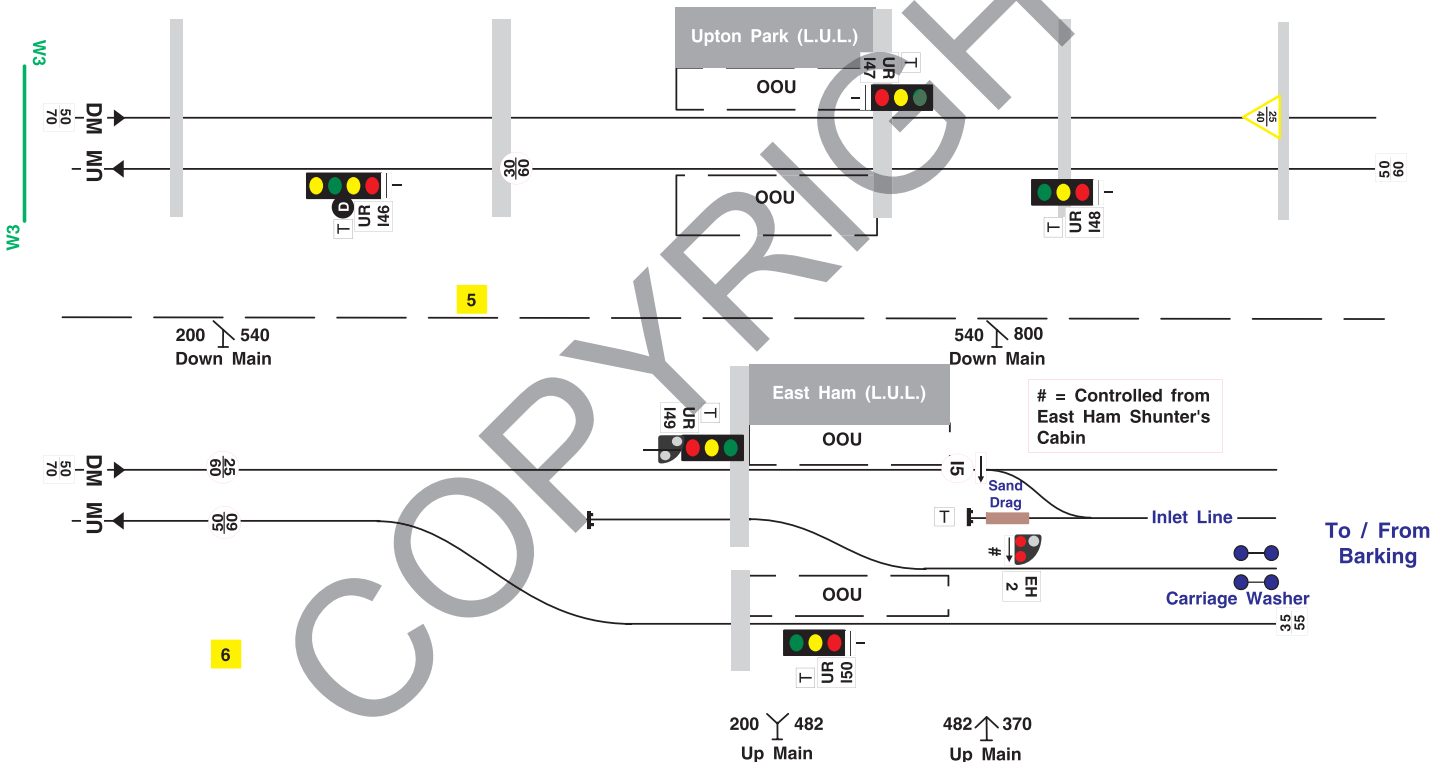 W3
W3
50
70
DM
UM
Upton Park (L.U.L.)
OOU
OOU
UR
I47
T
25
40
30
60
50
60
D
T
UR
I46
T
UR
I48
5
200 540
Down Main
540 800
Down Main
East Ham (L.U.L.)
OOU
# = Controlled from
East Ham Shunter's
Cabin
I49
UR
T
50
70
DM
UM
25
60
50
60
I5
Sand
Drag
T
Inlet Line
To / From
Barking
#
EH
2
OOU
Carriage Washer
35
55
T
UR
I50
6
200 482
Up Main
482 370
Up Main
COPYRIGH